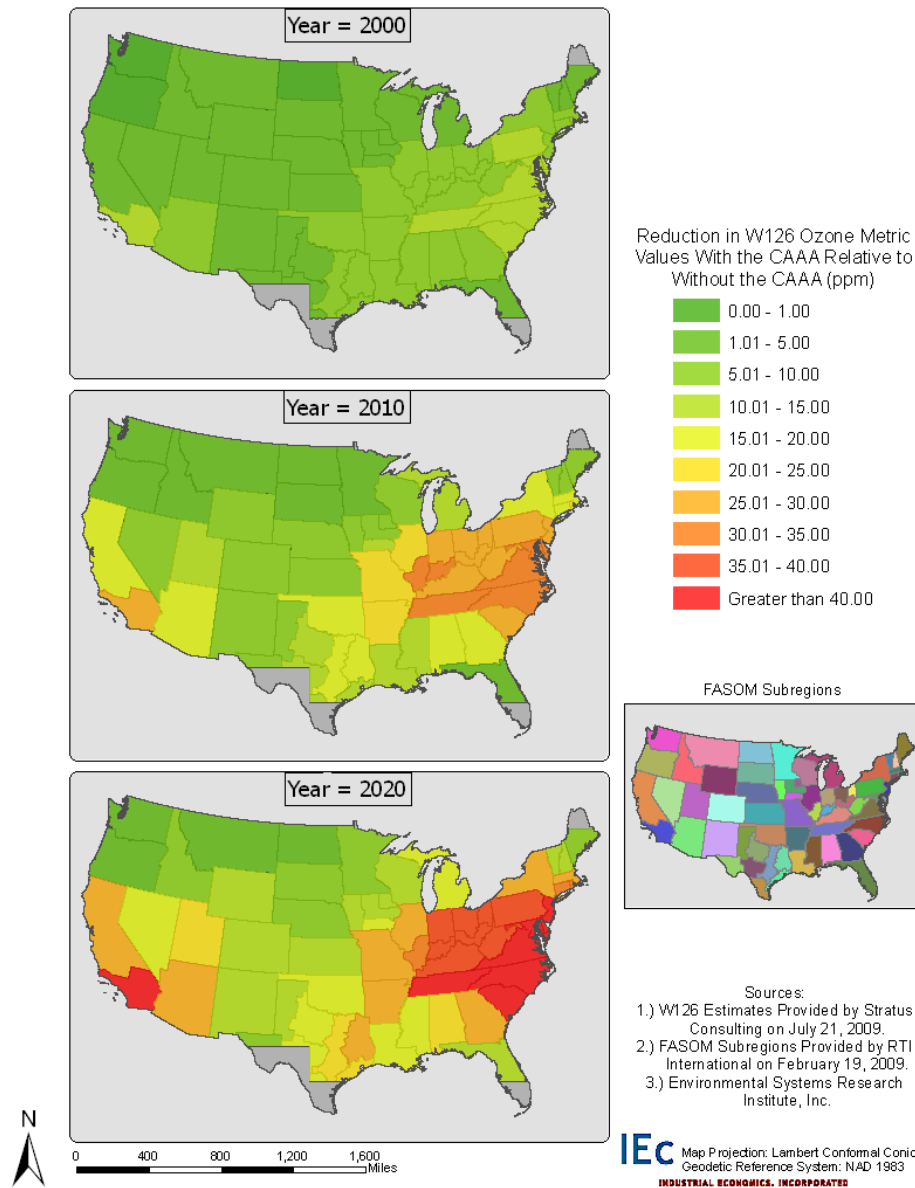 Year = 2000
Year = 2010
Year = 2020
Reduction in W126 Ozone Metric
Values With the CAAA Relative to
Without the CAAA (ppm)
0.00 - 1.00
1.01 - 5.00
5.01 - 10.00
10.01 - 15.00
15.01 - 20.00
20.01 - 25.00
25.01 - 30.00
30.01 - 35.00
35.01 - 40.00
Greater than 40.00
FASOM Subregions
Sources:
1.) W126 Estimates Provided by Stratus
Consulting on July 21, 2009.
2.) FASOM Subregions Provided by RTI
International on February 19, 2009.
3.) Environmental Systems Research
Institute, Inc.
N
0 400 800 1,200 1,600
Miles
IEc
Map Projection: Lambert Conformal Conic
Geodetic Reference System: NAD 1983
INDUSTRIAL ECONOMICS, INCORPORATED